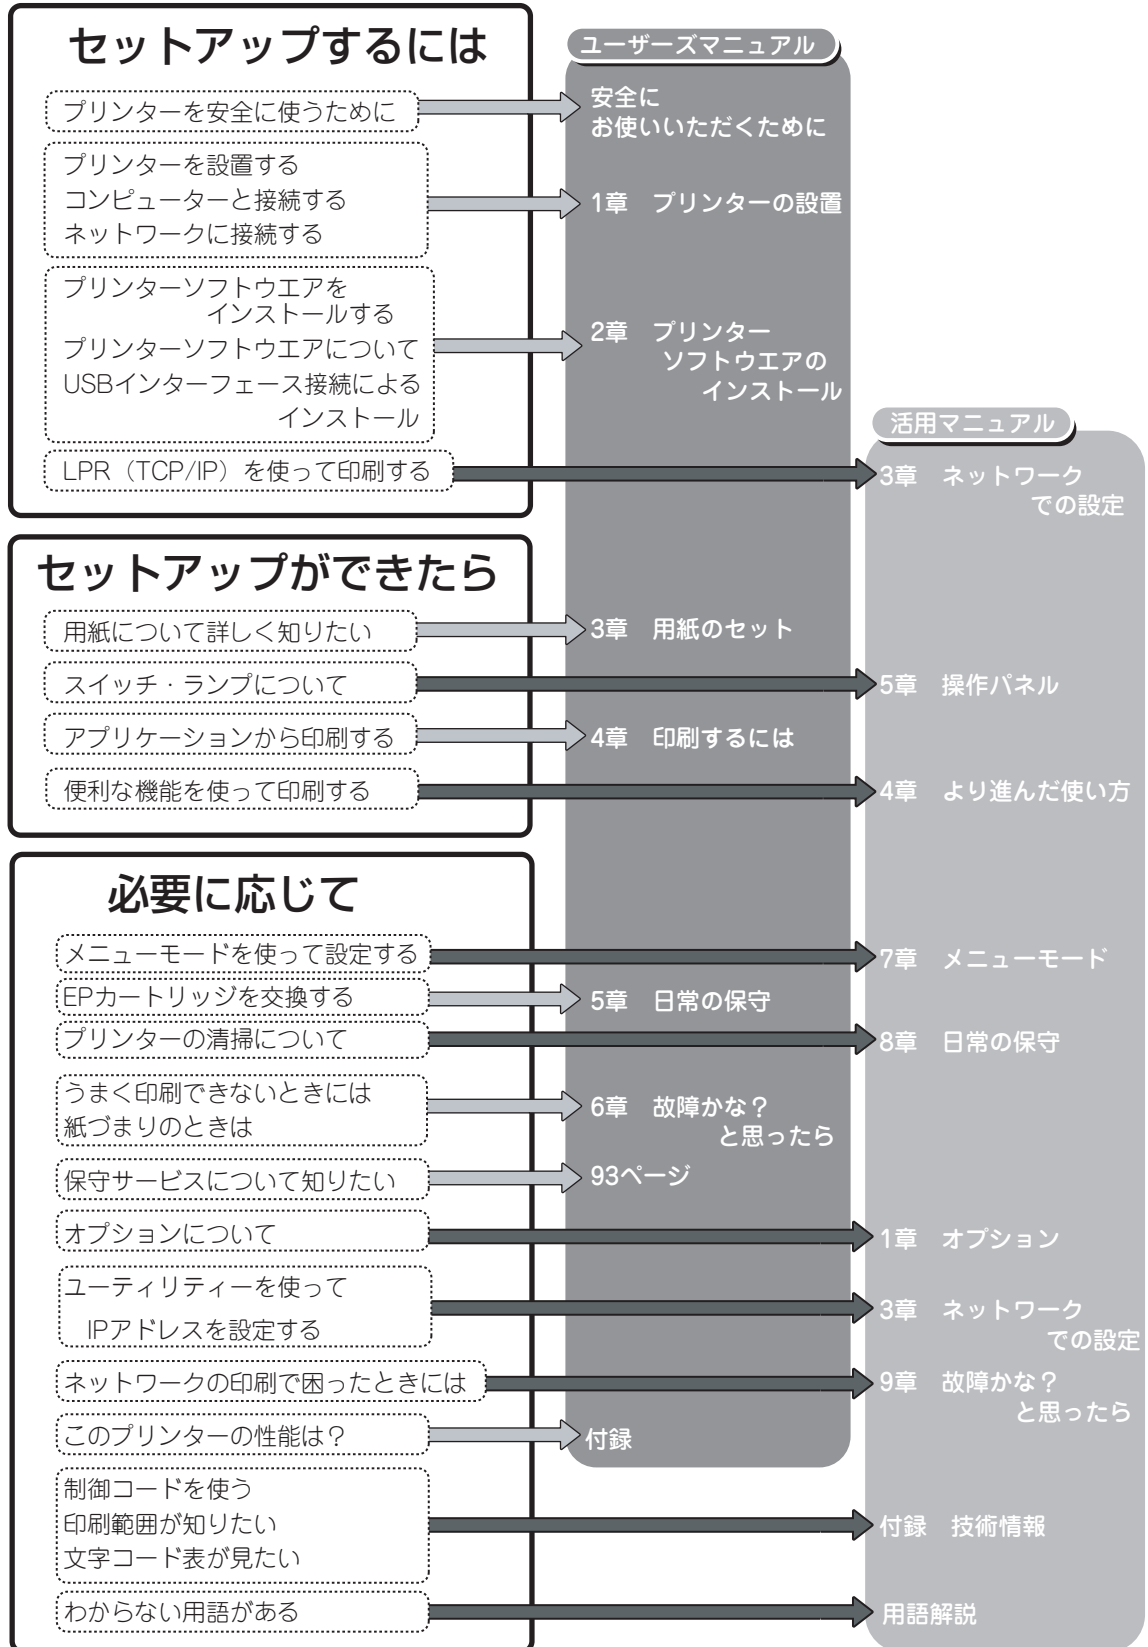 セットアップするには
ユーザーズマニュアル
プリンターを安全に使うために
安全に
お使いいただくために
プリンターを設置する
コンピューターと接続する
ネットワークに接続する
1章 プリンターの設置
プリンターソフトウエアを
インストールする
プリンターソフトウエアについて
USBインターフェース接続による
インストール
2章 プリンター
ソフトウエアの
インストール
活用マニュアル
LPR（TCP/IP）を使って印刷する
3章 ネットワーク
での設定
セットアップができたら
用紙について詳しく知りたい
3章 用紙のセット
スイッチ・ランプについて
5章 操作パネル
アプリケーションから印刷する
4章 印刷するには
便利な機能を使って印刷する
4章 より進んだ使い方
必要に応じて
メニューモードを使って設定する
7章 メニューモード
EPカートリッジを交換する
5章 日常の保守
プリンターの清掃について
8章 日常の保守
うまく印刷できないときには
紙づまりのときは
6章 故障かな？
と思ったら
保守サービスについて知りたい
93ページ
オプションについて
1章 オプション
ユーティリティーを使って
IPアドレスを設定する
3章 ネットワーク
での設定
ネットワークの印刷で困ったときには
9章 故障かな？
と思ったら
このプリンターの性能は？
付録
制御コードを使う
印刷範囲が知りたい
文字コード表が見たい
付録 技術情報
わからない用語がある
用語解説